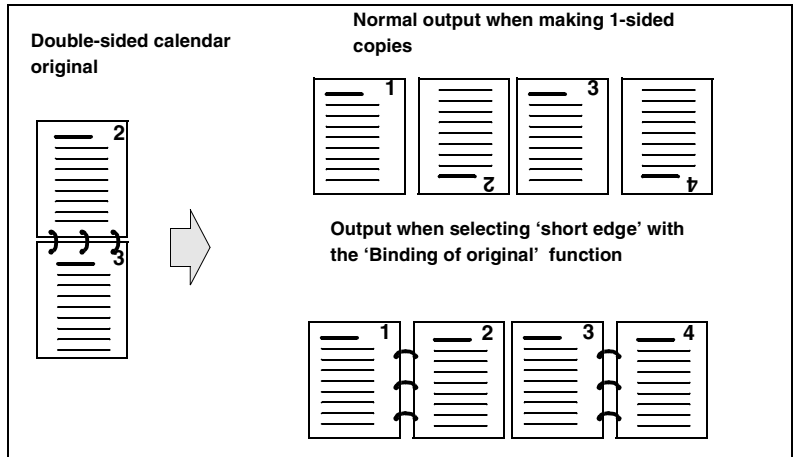 Double-sided calendar
original
2
3
Normal output when making 1-sided
copies
1
2
3
4
Output when selecting ‘short edge’ with
the ‘Binding of original’ function
1
2
3
4